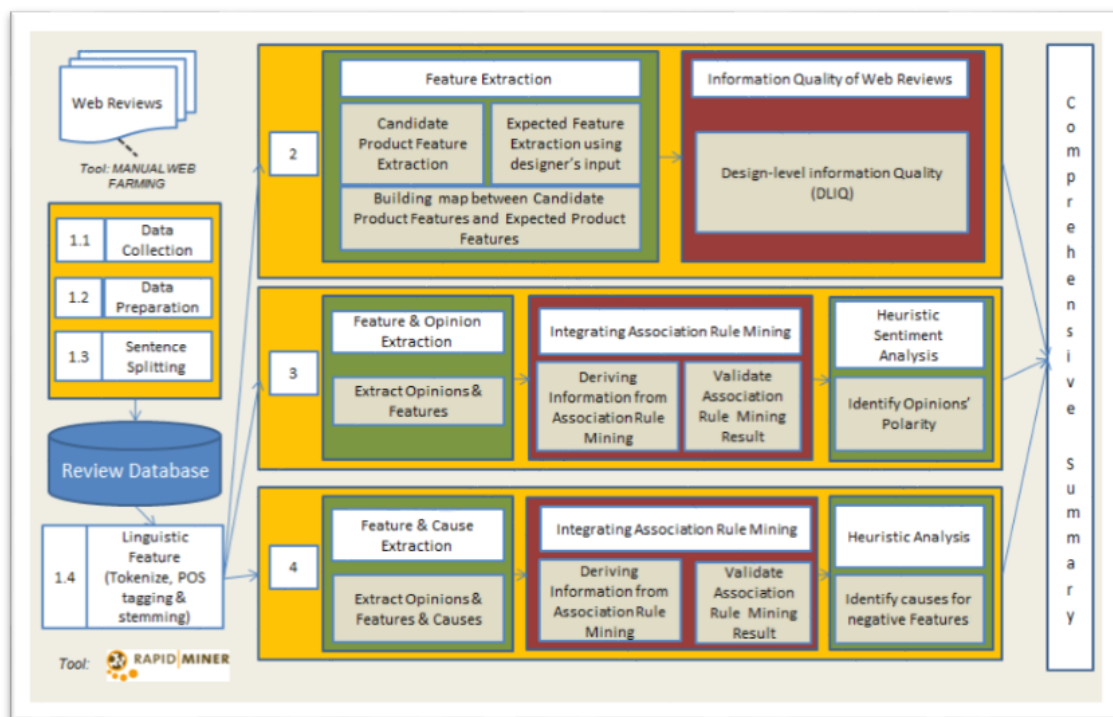 Web Reviews
Tool: MANUAL WEB
FARMING
1.1
Data
Collection
1.2
Data
Preparation
1.3
Sentence
Splitting
Review Database
1.4
Linguistic
Feature
(Tokenize, POS
tagging &
stemming)
Tool:
RAPID|MINER
2
Feature Extraction
Candidate
Product Feature
Extraction
Expected Feature
Extraction using
designer's input
Building map between Candidate
Product Features and Expected Product
Features
Information Quality of Web Reviews
Design-level information Quality
(DLIQ)
3
Feature & Opinion
Extraction
Extract Opinions &
Features
Integrating Association Rule Mining
Deriving
Information from
Association Rule
Mining
Validate
Association
Rule Mining
Result
Heuristic
Sentiment
Analysis
Identify Opinions'
Polarity
4
Feature & Cause
Extraction
Extract Opinions &
Features & Causes
Integrating Association Rule Mining
Deriving
Information from
Association Rule
Mining
Validate
Association
Rule Mining
Result
Heuristic Analysis
Identify causes for
negative Features
Comprehensive Summary